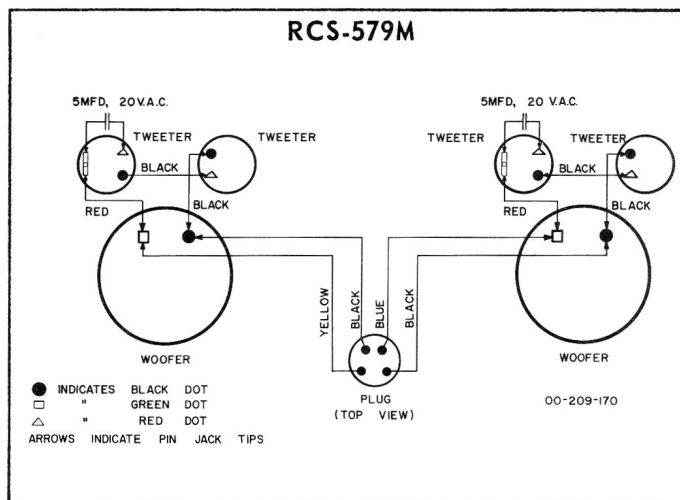 RCS-579M
5MFD, 20V.A.C.
TWEETER
TWEETER
BLACK
RED
BLACK
WOOFER
5MFD, 20 V.A.C.
TWEETER
TWEETER
BLACK
RED
BLACK
WOOFER
YELLOW
BLACK
BLUE
BLACK
PLUG
(TOP VIEW)
00-209-170
INDICATES BLACK DOT
" GREEN DOT
" RED DOT
ARROWS INDICATE PIN JACK TIPS